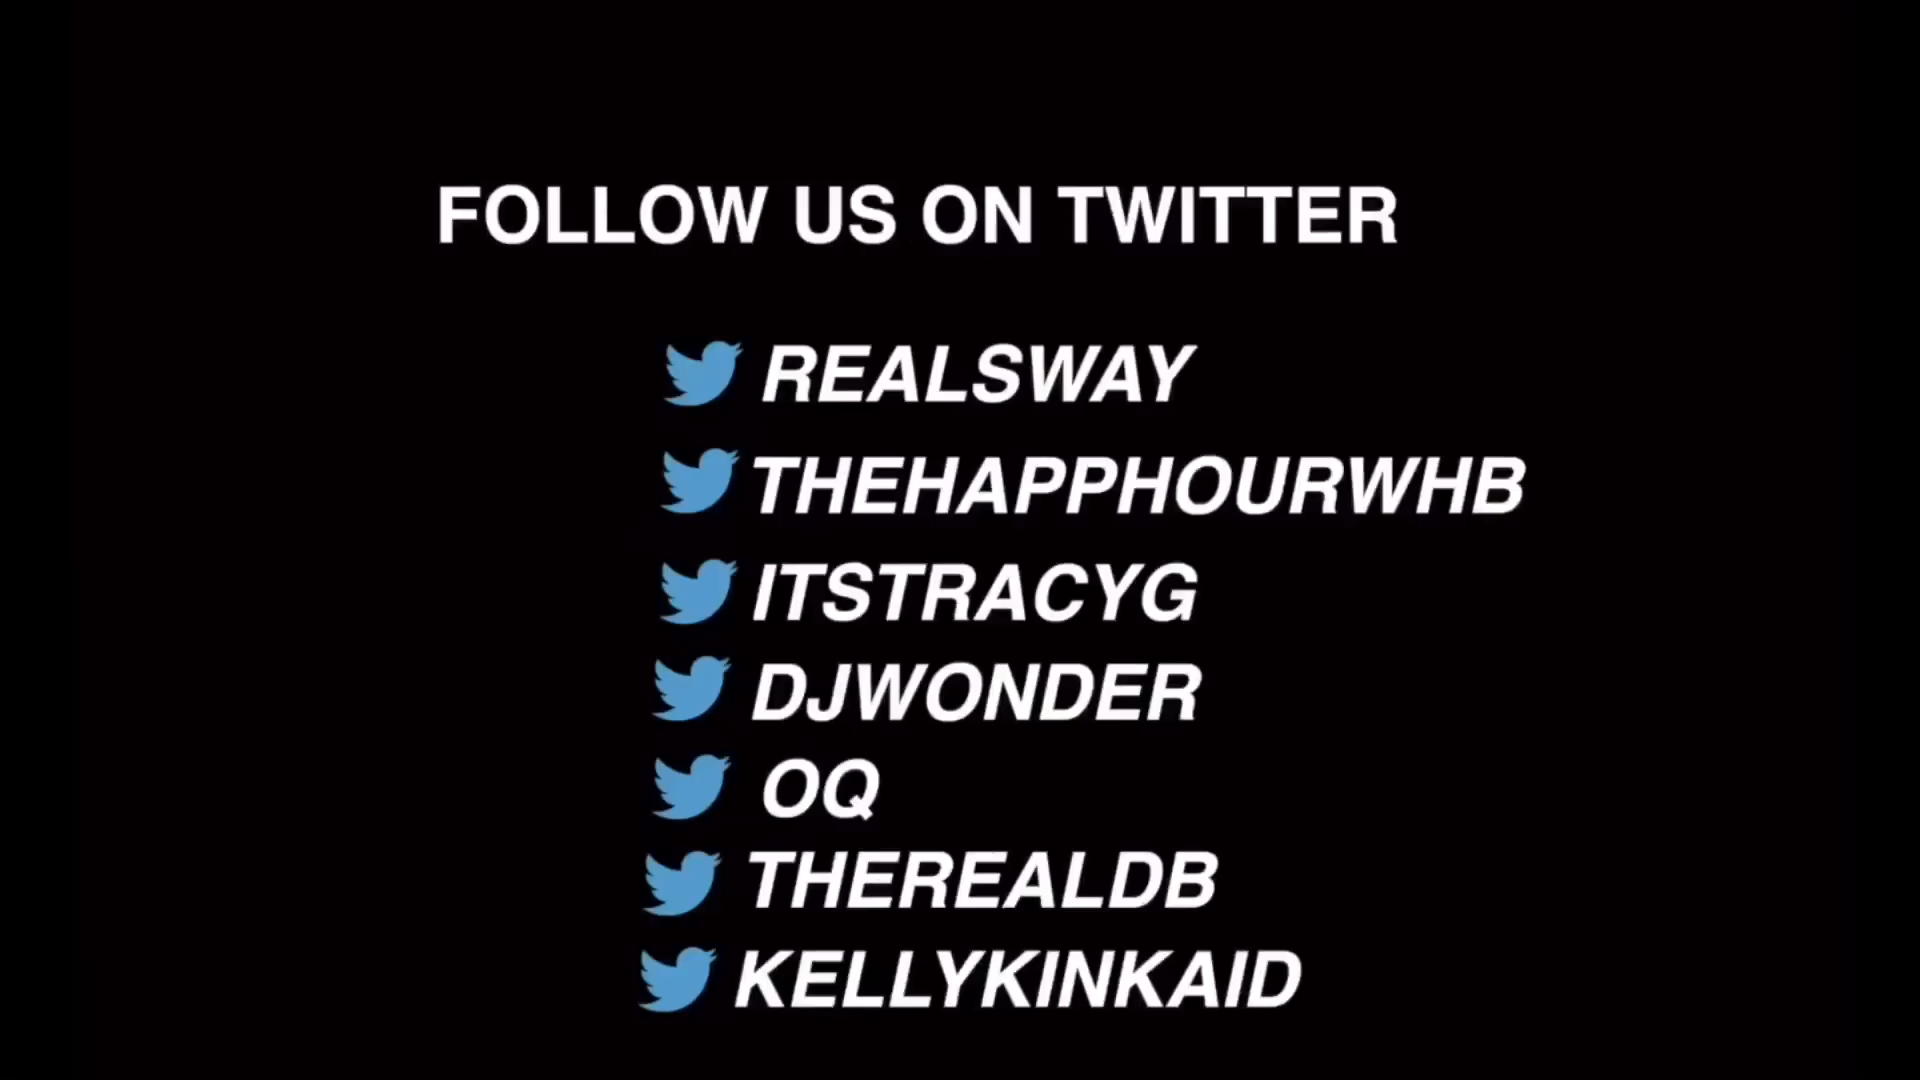 FOLLOW US ON TWITTER
REALSWAY
THEHAPPHOURWHB
ITSTRACYG
DJWONDER
OQ
THEREALDB
KELLYKINKAID